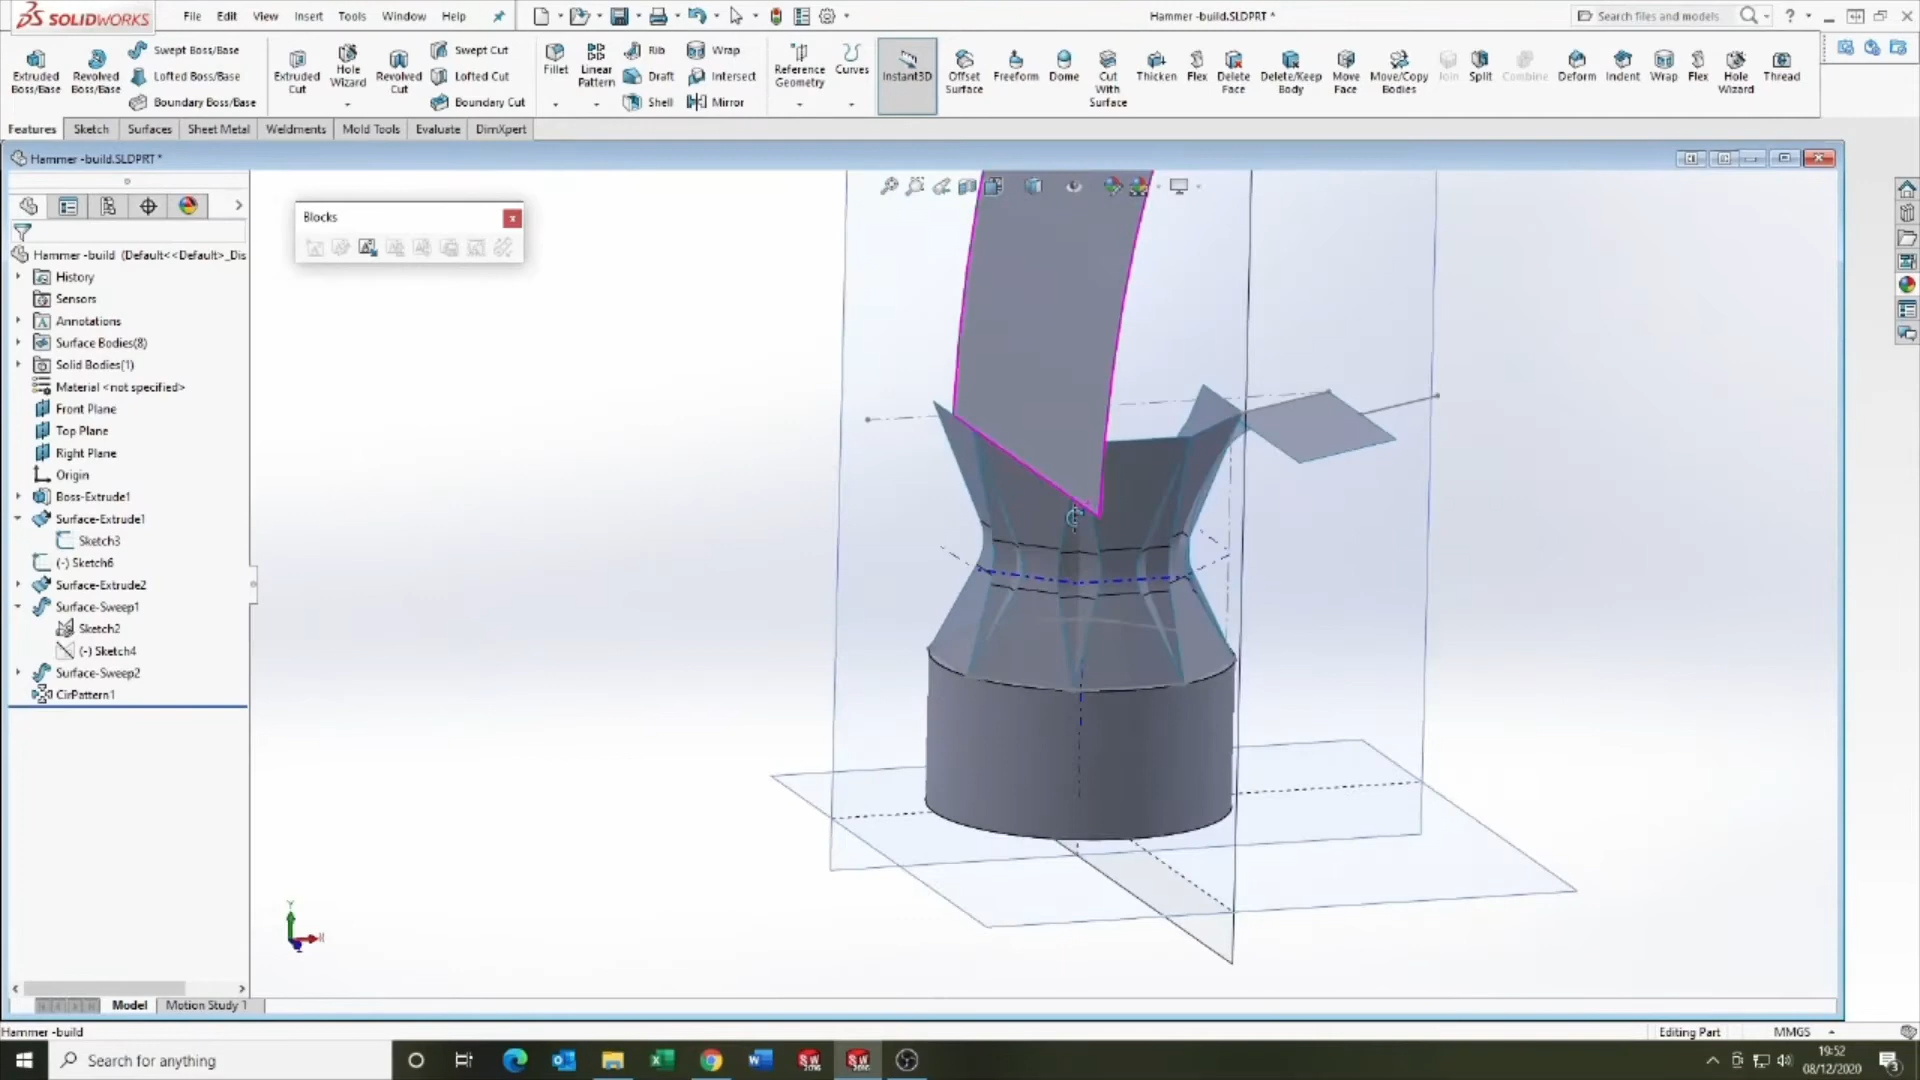 SOLIDWORKS File Edit View Insert Tools Window Help Hammer -build.SLDPRT * Search files and models ?
Extruded Boss/Base Revolved Boss/Base Swept Boss/Base Lofted Boss/Base Boundary Boss/Base Extruded Cut Hole Wizard Revolved Cut Swept Cut Lofted Cut Boundary Cut Fillet Linear Pattern Rib Draft Shell Wrap Intersect Mirror Reference Geometry Curves Instant3D Offset Surface Freeform Dome Cut With Surface Thicken Flex Delete Face Delete/Keep Body Move Face Move/Copy Bodies Join Split Combine Deform Indent Wrap Flex Hole Wizard Thread
Features Sketch Surfaces Sheet Metal Weldments Mold Tools Evaluate DimXpert
Hammer -build.SLDPRT *
Blocks
Hammer -build (Default<<Default>_Dis
History
Sensors
Annotations
Surface Bodies(8)
Solid Bodies(1)
Material <not specified>
Front Plane
Top Plane
Right Plane
Origin
Boss-Extrude1
Surface-Extrude1
Sketch3
(-) Sketch6
Surface-Extrude2
Surface-Sweep1
Sketch2
(-) Sketch4
Surface-Sweep2
CirPattern1
Y
Model Motion Study 1
Hammer -build Editing Part MMGS
Search for anything
19:52
08/12/2020
3